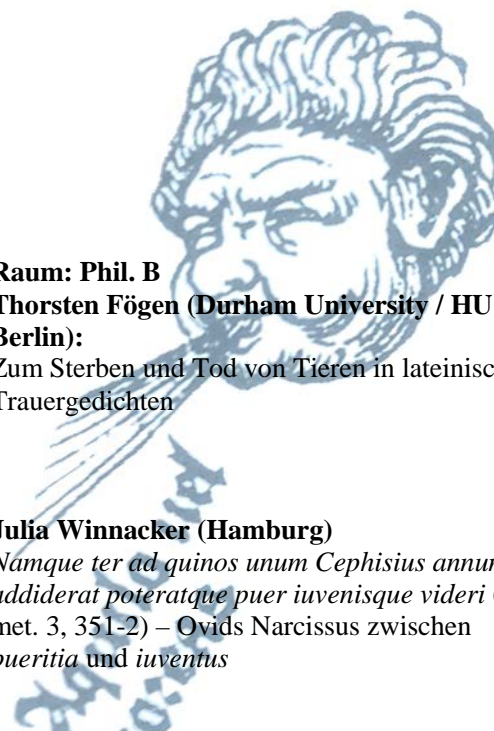 Raum: Phil. B
Thorsten Fögen (Durham University / HU
Berlin):
Zum Sterben und Tod von Tieren in lateinisc
Trauergedichten
Julia Winnacker (Hamburg)
Namque ter ad quinos unum Cephisius annum
addiderat poteratque puer iuvenisque videri (
met. 3, 351-2) – Ovids Narcissus zwischen
pueritia und iuventus